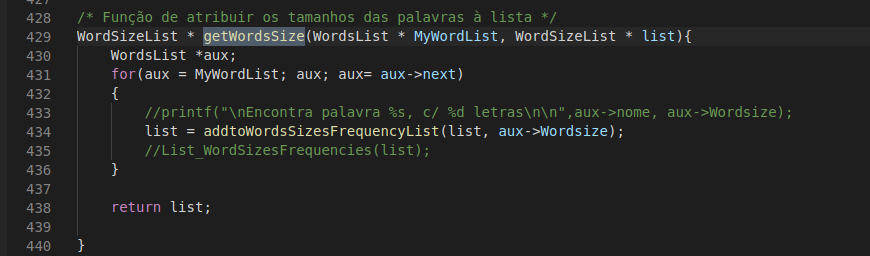 427
428 /* Função de atribuir os tamanhos das palavras à lista */
429 WordSizeList * getWordsSize(WordsList * MyWordList, WordSizeList * list){
430 WordsList *aux;
431 for(aux = MyWordList; aux; aux= aux->next)
432 {
433 //printf("\nEncontra palavra %s, c/ %d letras\n\n",aux->nome, aux->Wordsize);
434 list = addtoWordsSizesFrequencyList(list, aux->Wordsize);
435 //List_WordSizesFrequencies(list);
436 }
437
438 return list;
439
440 }